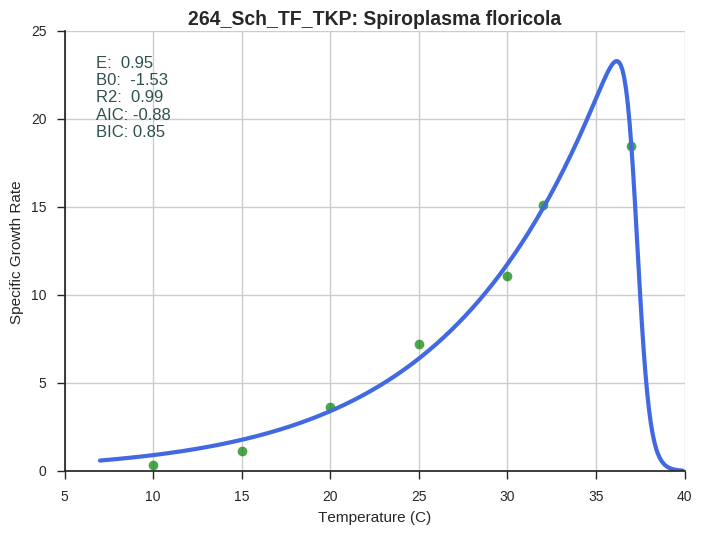 264_Sch_TF_TKP: Spiroplasma floricola
E:  0.95
B0:  -1.53
R2:  0.99
AIC: -0.88
BIC: 0.85
Specific Growth Rate
25
20
15
10
5
0
5 10 15 20 25 30 35 40
Temperature (C)